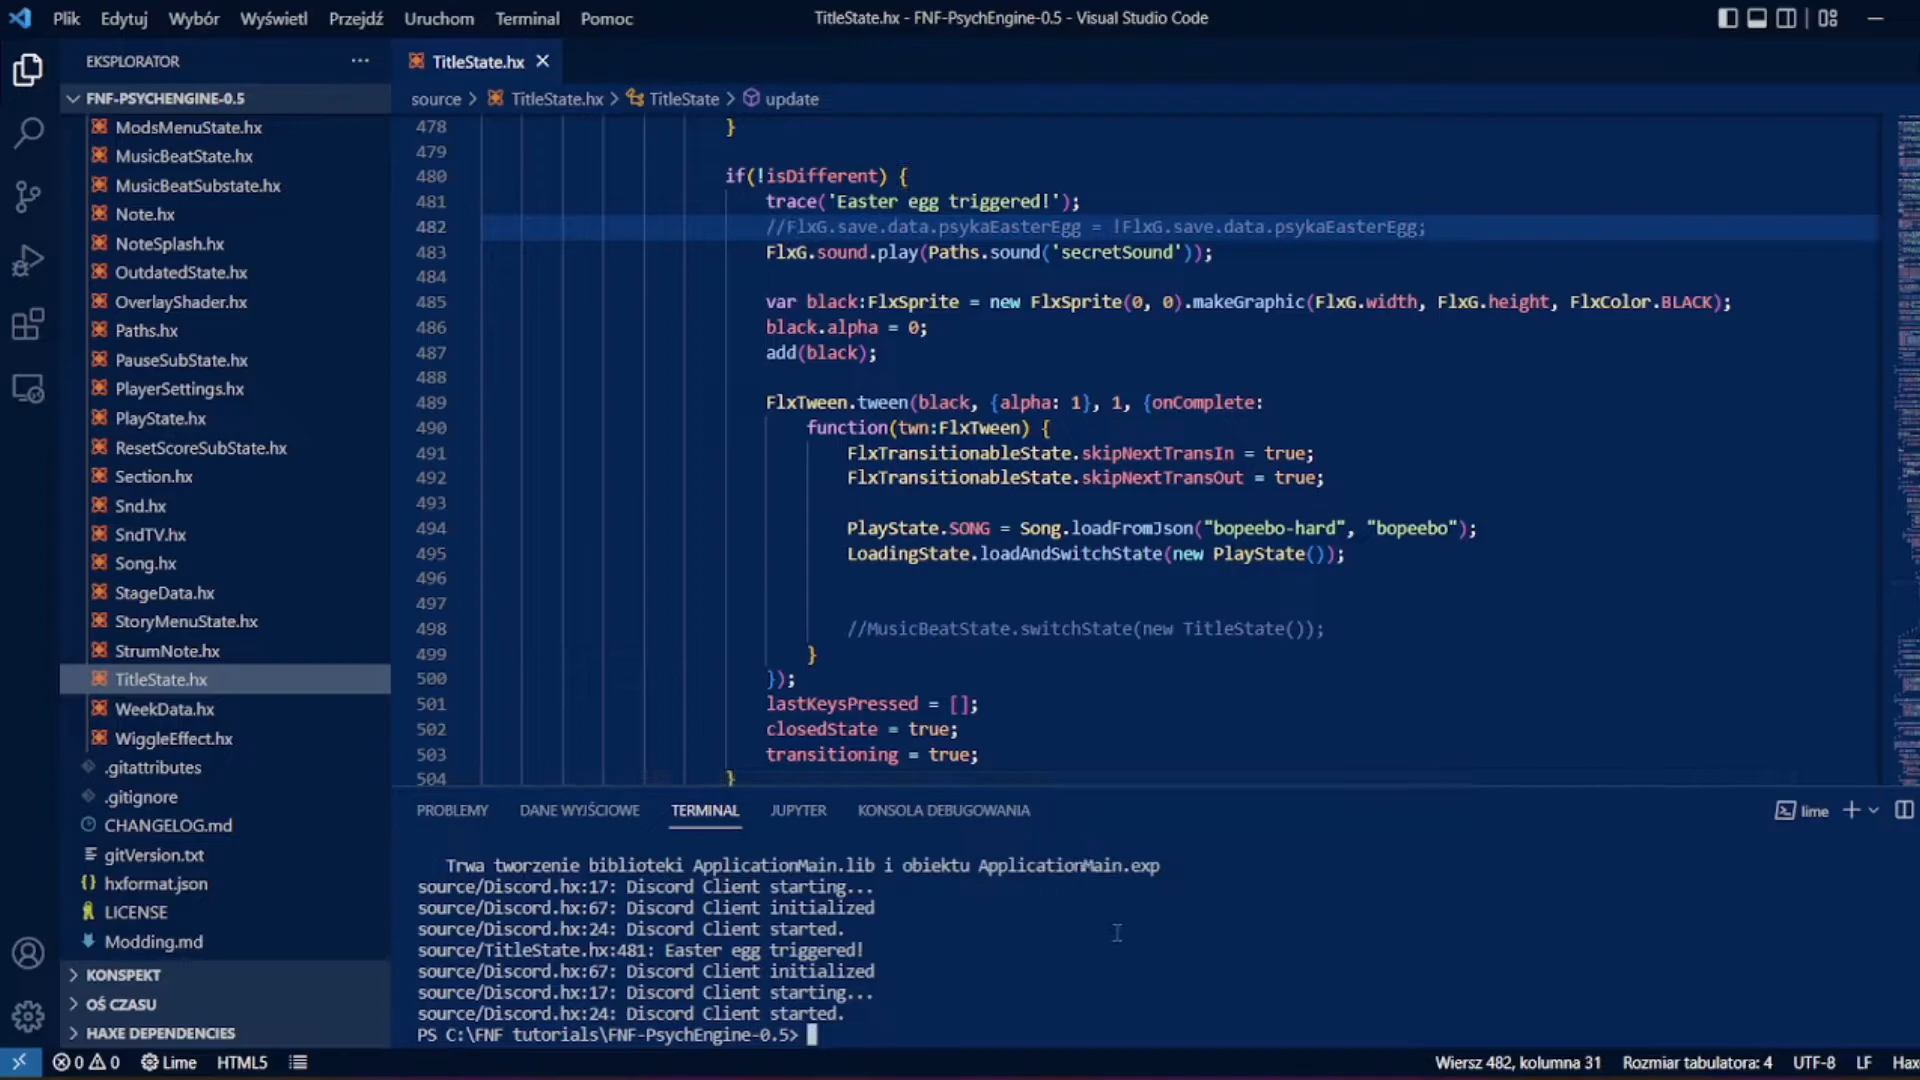 Plik Edytuj Wybór Wyświetl Przejdź Uruchom Terminal Pomoc
TitleState.hx - FNF-PsychEngine-0.5 - Visual Studio Code
EKSPLORATOR
FNF-PSYCHENGINE-0.5
ModsMenuState.hx
MusicBeatState.hx
MusicBeatSubstate.hx
Note.hx
NoteSplash.hx
OutdatedState.hx
OverlayShader.hx
Paths.hx
PauseSubState.hx
PlayerSettings.hx
PlayState.hx
ResetScoreSubState.hx
Section.hx
Snd.hx
SndTV.hx
Song.hx
StageData.hx
StoryMenuState.hx
StrumNote.hx
TitleState.hx
WeekData.hx
WiggleEffect.hx
.gitattributes
.gitignore
CHANGELOG.md
gitVersion.txt
hxformat.json
LICENSE
Modding.md
KONSPEKT
OŚ CZASU
HAXE DEPENDENCIES
TitleState.hx
source > TitleState.hx > TitleState > update
478 }
479
480 if(!isDifferent) {
481 trace('Easter egg triggered!');
482 //FlxG.save.data.psykaEasterEgg = !FlxG.save.data.psykaEasterEgg;
483 FlxG.sound.play(Paths.sound('secretSound'));
484
485 var black:FlxSprite = new FlxSprite(0, 0).makeGraphic(FlxG.width, FlxG.height, FlxColor.BLACK);
486 black.alpha = 0;
487 add(black);
488
489 FlxTween.tween(black, {alpha: 1}, 1, {onComplete:
490 function(twn:FlxTween) {
491 FlxTransitionableState.skipNextTransIn = true;
492 FlxTransitionableState.skipNextTransOut = true;
493
494 PlayState.SONG = Song.loadFromJson("bopeebo-hard", "bopeebo");
495 LoadingState.loadAndSwitchState(new PlayState());
496
497
498 //MusicBeatState.switchState(new TitleState());
499 }
500 });
501 lastKeysPressed = [];
502 closedState = true;
503 transitioning = true;
504 }
PROBLEMY DANE WYJŚCIOWE TERMINAL JUPYTER KONSOLA DEBUGOWANIA
lime
Trwa tworzenie biblioteki ApplicationMain.lib i obiektu ApplicationMain.exp
source/Discord.hx:17: Discord Client starting...
source/Discord.hx:67: Discord Client initialized
source/Discord.hx:24: Discord Client started.
source/TitleState.hx:481: Easter egg triggered!
source/Discord.hx:67: Discord Client initialized
source/Discord.hx:17: Discord Client starting...
source/Discord.hx:24: Discord Client started.
PS C:\FNF tutorials\FNF-PsychEngine-0.5>
0 0 Lime HTML5
Wiersz 482, kolumna 31 Rozmiar tabulatora: 4 UTF-8 LF Hax